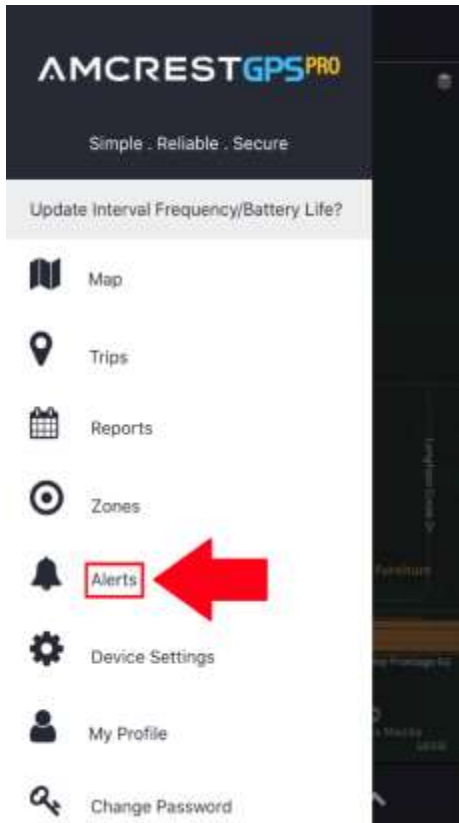 AMCRESTGPSPRO
Simple . Reliable . Secure
Update Interval Frequency/Battery Life?
Map
Trips
Reports
Zones
Alerts
Device Settings
My Profile
Change Password